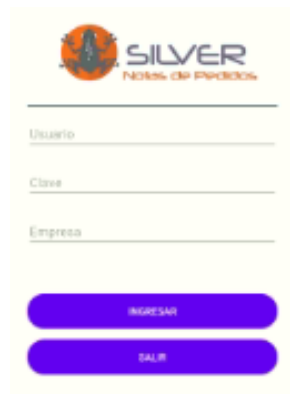 SILVER
Notas de Pedidos
Usuario
Clave
Empresa
INGRESAR
SALIR